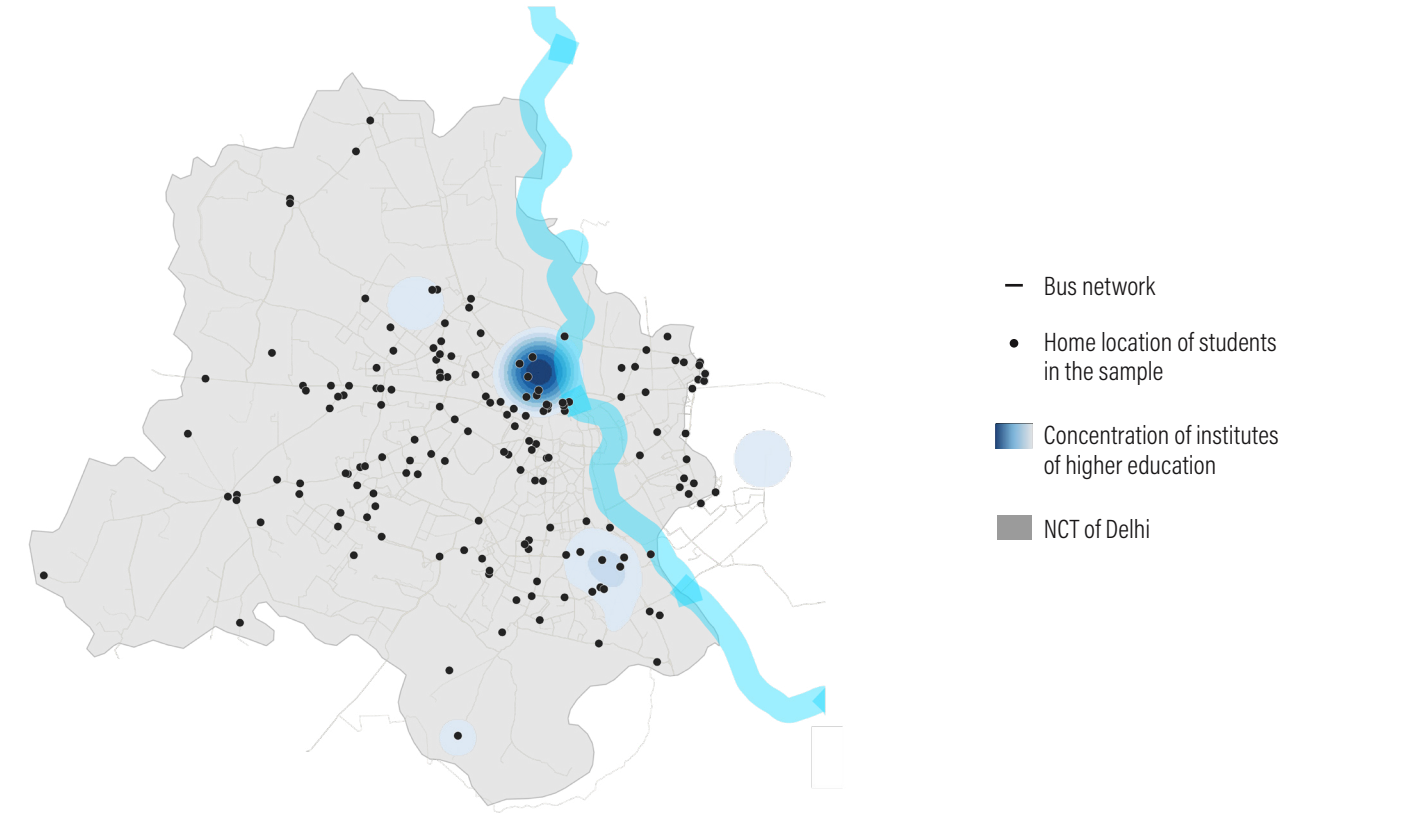 Bus network
Home location of students
in the sample
Concentration of institutes
of higher education
NCT of Delhi